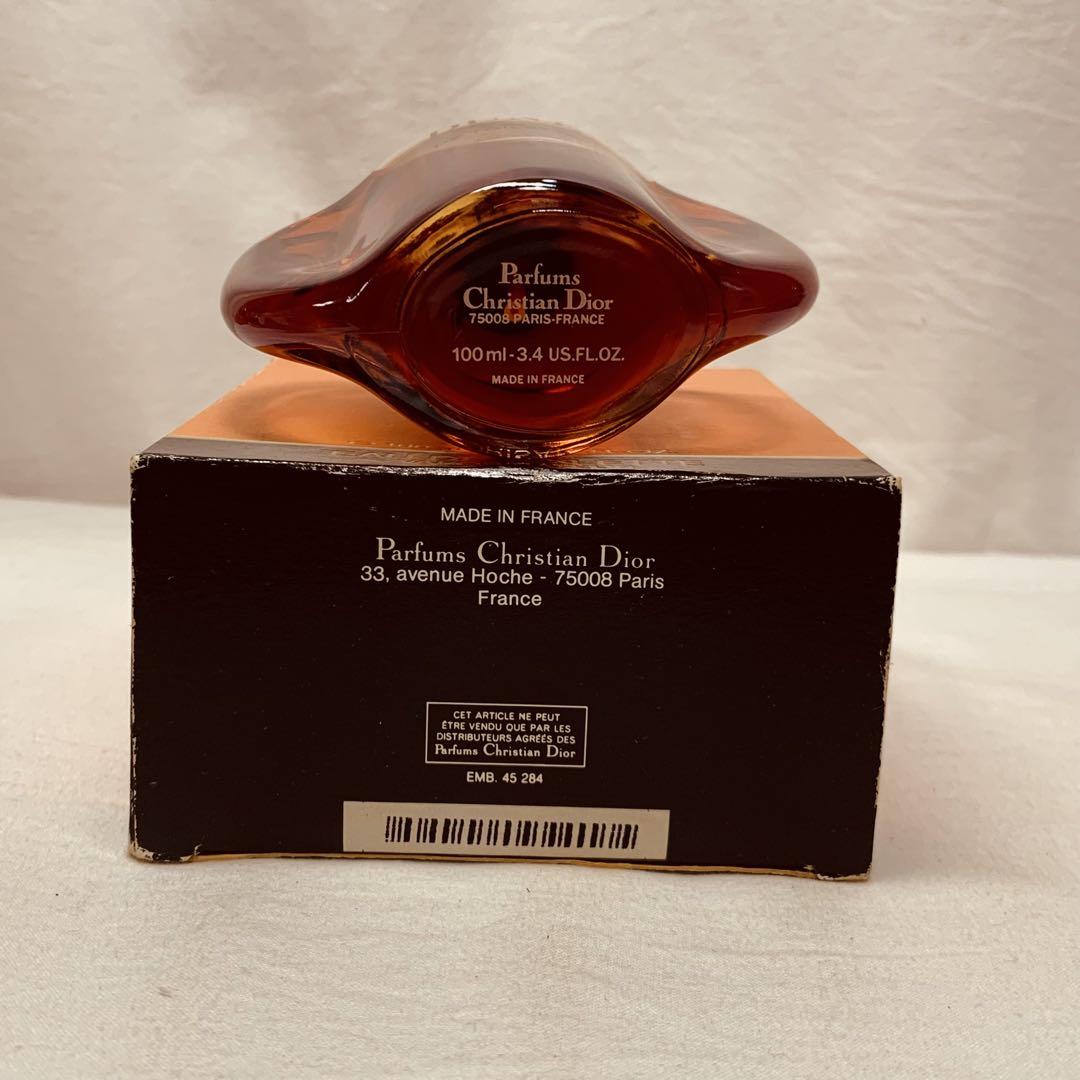 Parfums
Christian Dior
75008 PARIS-FRANCE
100 ml - 3.4 US.FL.OZ.
MADE IN FRANCE
MADE IN FRANCE
Parfums Christian Dior
33, avenue Hoche - 75008 Paris
France
CET ARTICLE NE PEUT
ÊTRE VENDU QUE PAR LES
DISTRIBUTEURS AGRÉÉS DES
Parfums Christian Dior
EMB. 45 284